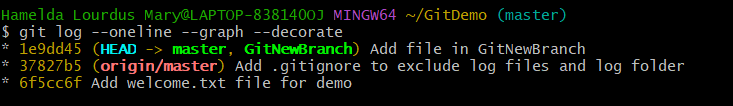 Hamelda Lourdus Mary@LAPTOP-838140OJ MINGW64 ~/GitDemo (master)
$ git log --oneline --graph --decorate
* 1e9dd45 (HEAD -> master, GitNewBranch) Add file in GitNewBranch
* 37827b5 (origin/master) Add .gitignore to exclude log files and log folder
* 6f5cc6f Add welcome.txt file for demo